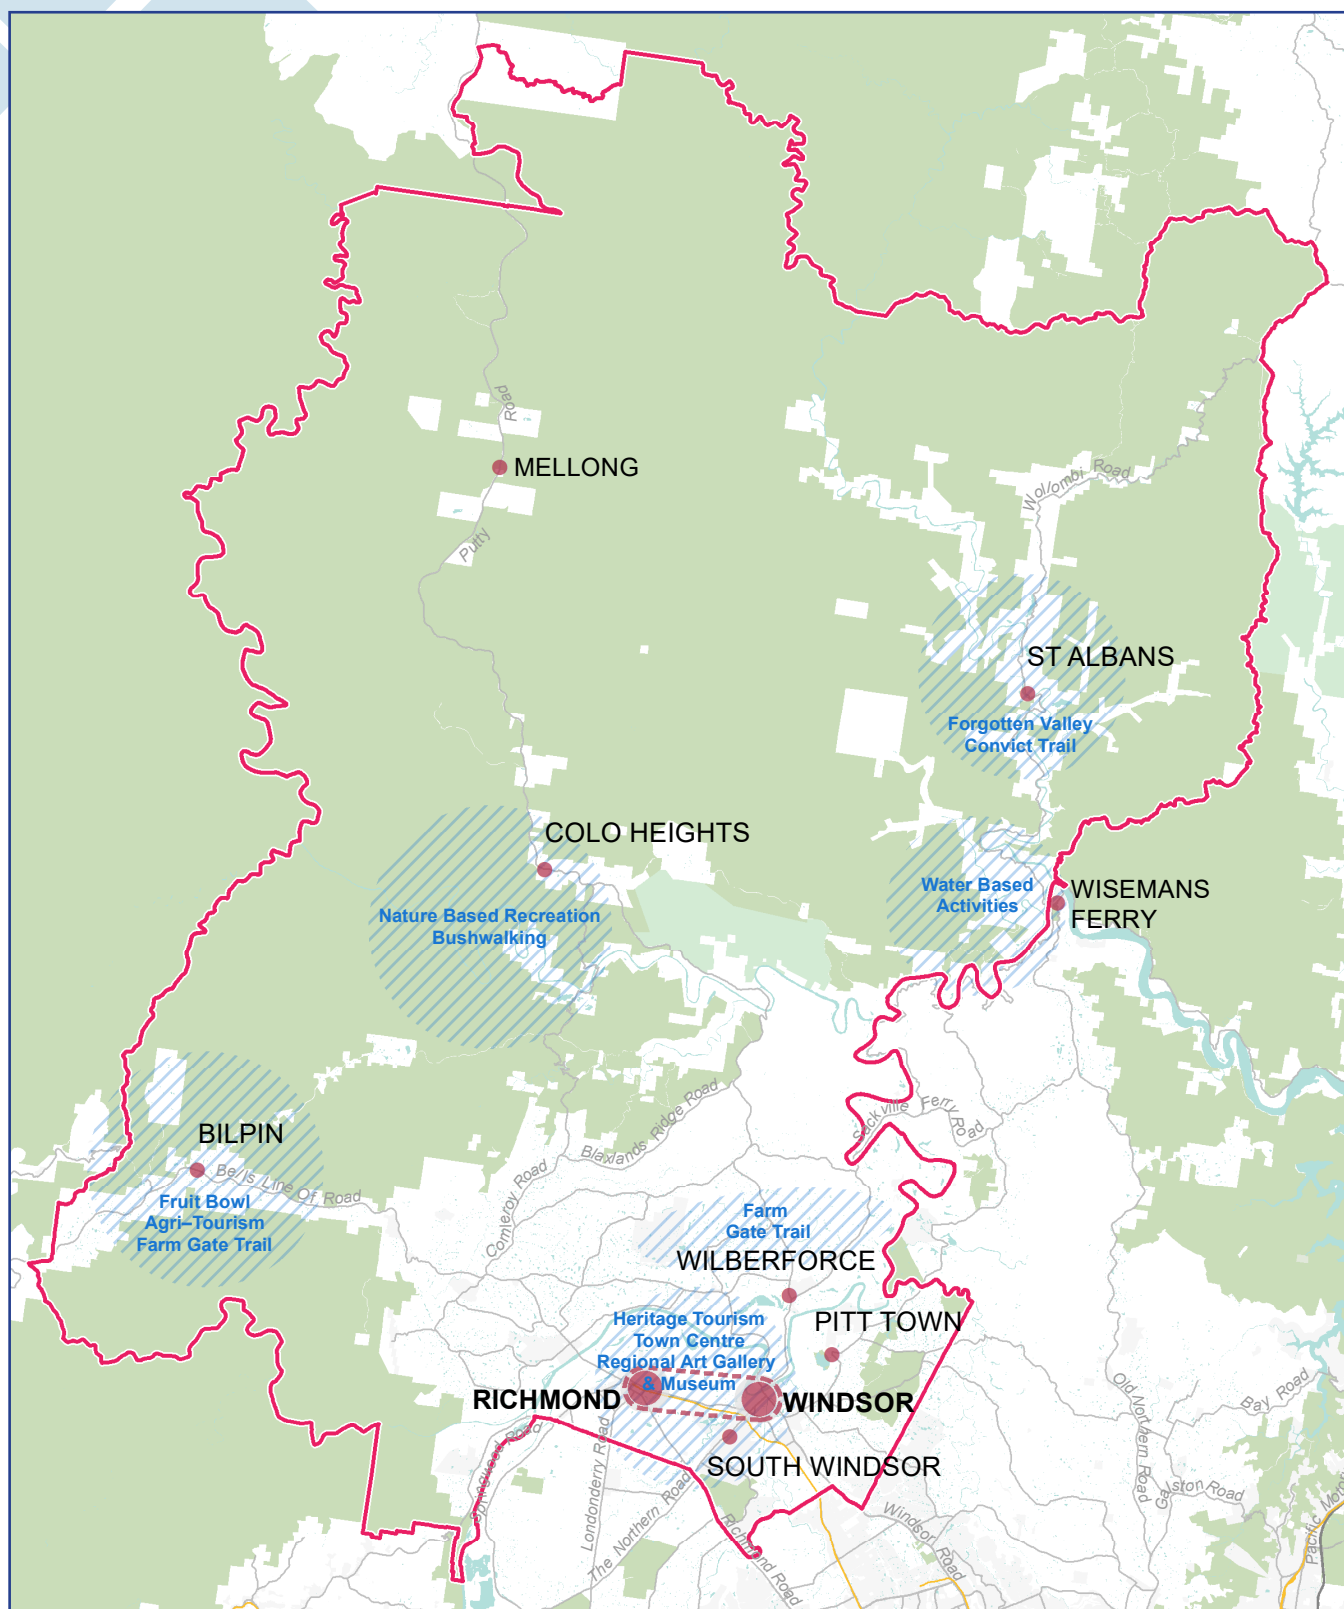 Road
MELLONG
Wollombi Road
Putty
ST ALBANS
Forgotten Valley
Convict Trail
COLO HEIGHTS
Water Based
Activities
WISEMANS
FERRY
Nature Based Recreation
Bushwalking
Sackville Ferry Road
Blaxlands Ridge Road
BILPIN
Bells Line Of Road
Comleroy Road
Fruit Bowl
Agri–Tourism
Farm Gate Trail
Farm
Gate Trail
WILBERFORCE
Heritage Tourism
Town Centre
Regional Art Gallery
& Museum
PITT TOWN
RICHMOND
WINDSOR
SOUTH WINDSOR
Springwood Road
Londonderry Road
The Northern Road
Richmond Road
Windsor Road
Old Northern Road
Bay Road
Galston Road
Pacific Motor